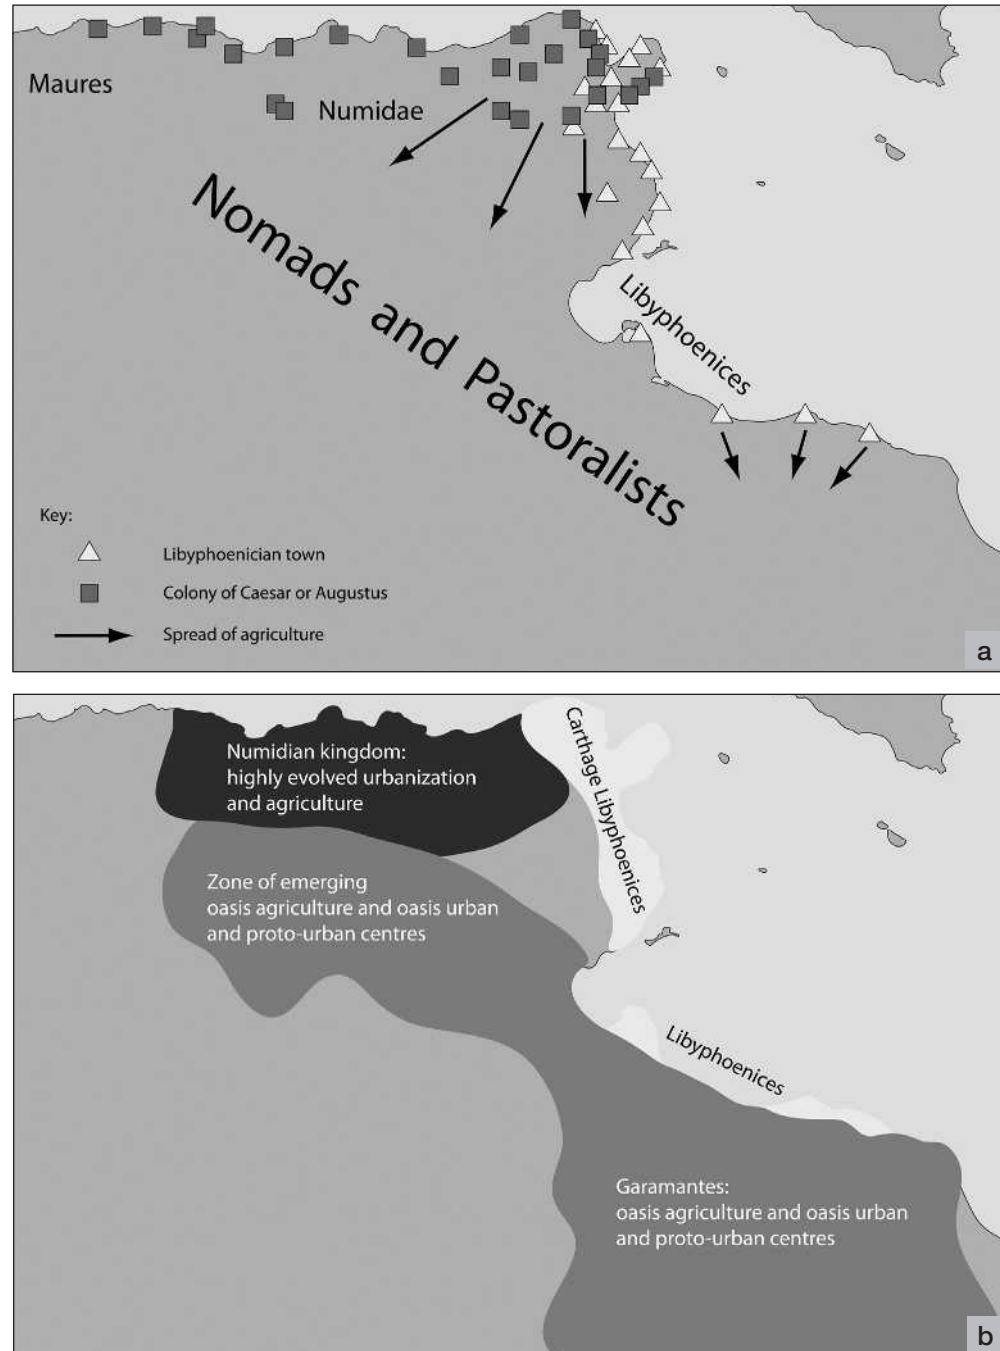 Maures
Numidae
Nomads and Pastoralists
Libyphoenices
Key:
Libyphoenician town
Colony of Caesar or Augustus
Spread of agriculture
a
Numidian kingdom:
highly evolved urbanization
and agriculture
Carthage Libyphoenices
Zone of emerging
oasis agriculture and oasis urban
and proto-urban centres
Libyphoenices
Garamantes:
oasis agriculture and oasis urban
and proto-urban centres
b